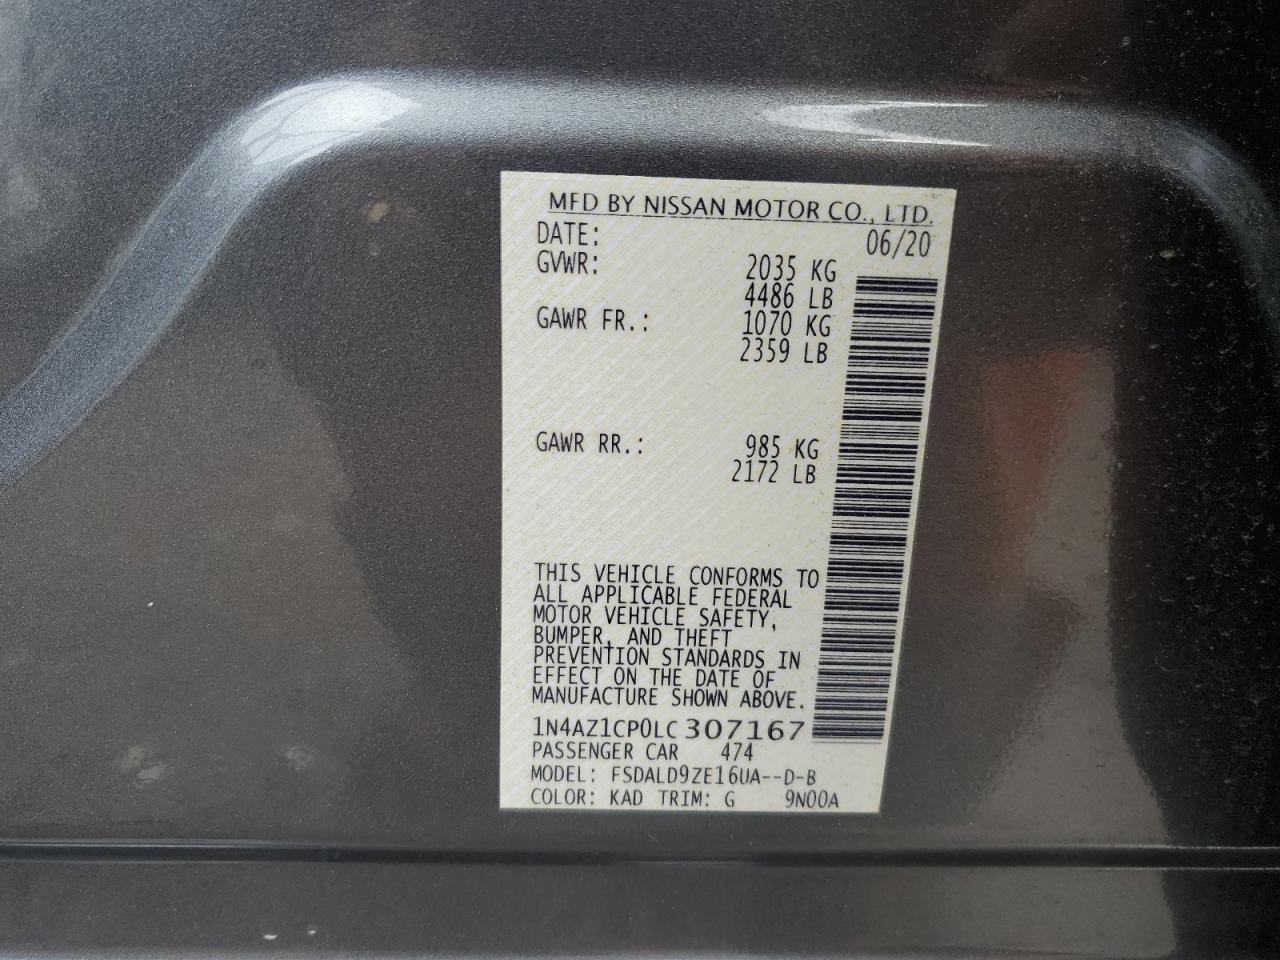 MFD BY NISSAN MOTOR CO., LTD.
DATE: 06/20
GVWR: 2035 KG
4486 LB
GAWR FR.: 1070 KG
2359 LB
GAWR RR.: 985 KG
2172 LB
THIS VEHICLE CONFORMS TO
ALL APPLICABLE FEDERAL
MOTOR VEHICLE SAFETY,
BUMPER, AND THEFT
PREVENTION STANDARDS IN
EFFECT ON THE DATE OF
MANUFACTURE SHOWN ABOVE.
1N4AZ1CP0LC307167
PASSENGER CAR 474
MODEL: FSDALD9ZE16UA--D-B
COLOR: KAD TRIM: G 9N00A